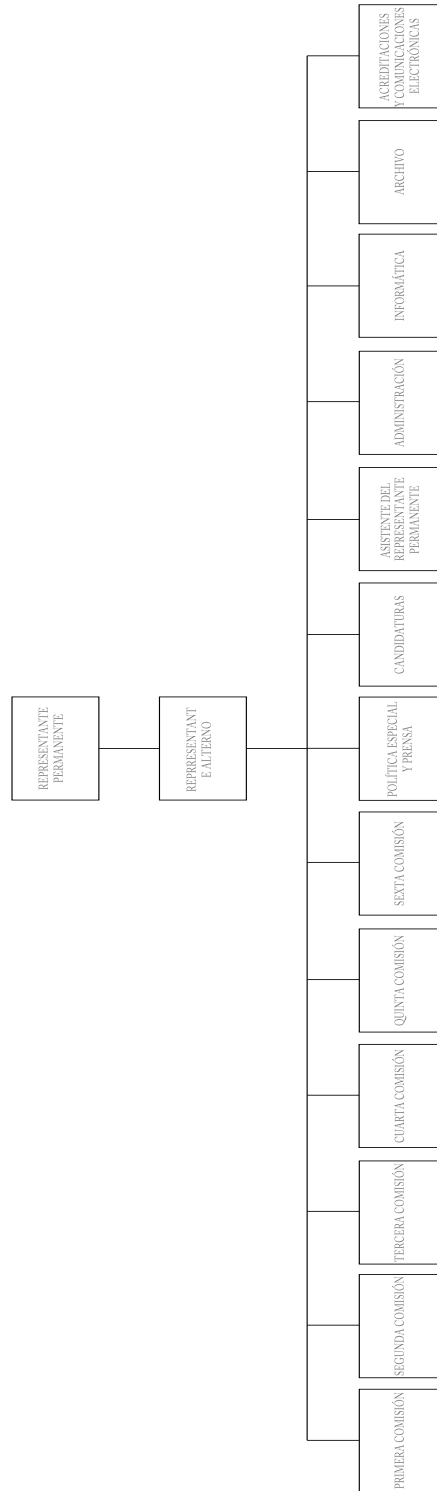 REPRESENTANTE
PERMANENTE
REPRRESENTANT
E ALTERNO
PRIMERA COMISIÓN
SEGUNDA COMISIÓN
TERCERA COMISIÓN
CUARTA COMISIÓN
QUINTA COMISIÓN
SEXTA COMISIÓN
POLÍTICA ESPECIAL
Y PRENSA
CANDIDATURAS
ASISTENTE DEL
REPRESENTANTE
PERMANENTE
ADMINISTRACIÓN
INFORMÁTICA
ARCHIVO
ACREDITACIONES
Y COMUNICACIONES
ELECTRÓNICAS